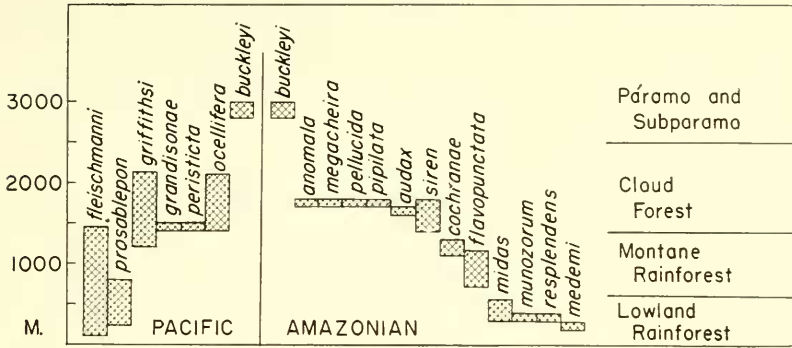 3000
2000
1000
M.
fleischmanni
prosablepon
griffithsi
grandisonae
peristicta
ocellifera
buckleyi
PACIFIC
buckleyi
anomala
megacheira
pellucida
pipilata
audax
siren
cochranae
flavopunctata
midas
munozorum
resplendens
medemi
AMAZONIAN
Páramo and
Subparamo
Cloud
Forest
Montane
Rainforest
Lowland
Rainforest